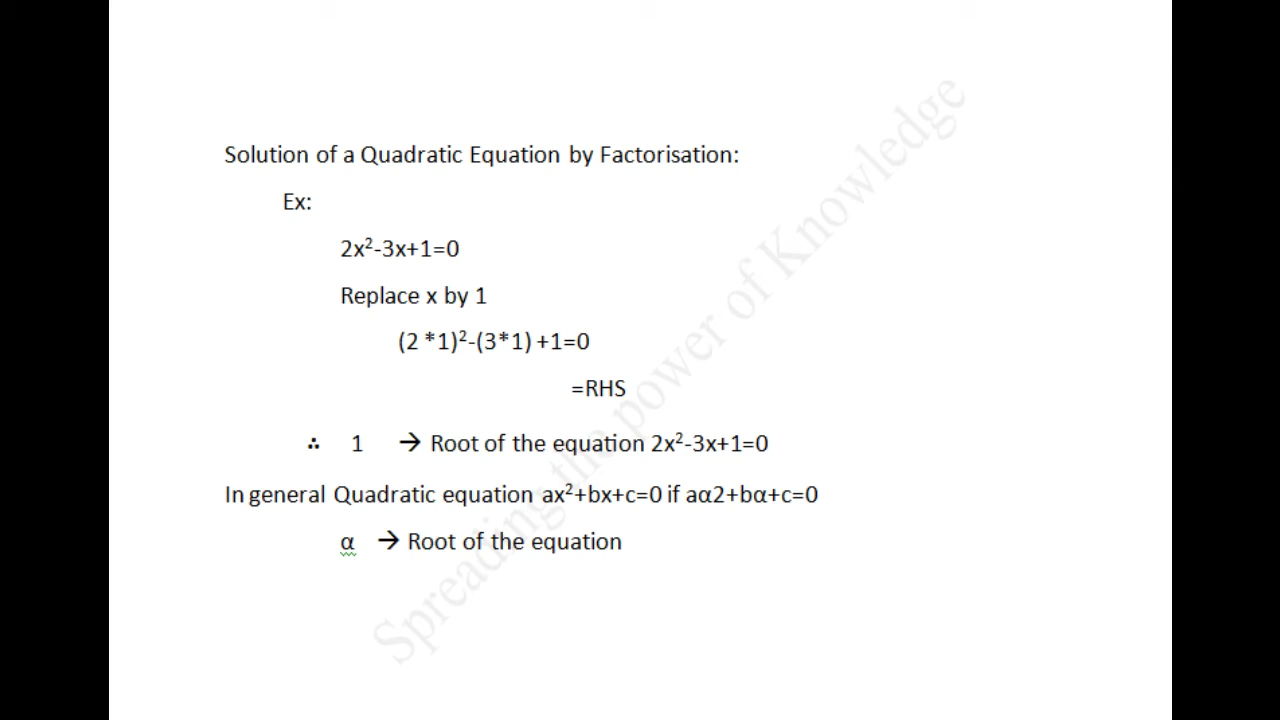 Solution of a Quadratic Equation by Factorisation:
Ex:
2x²-3x+1=0
Replace x by 1
(2 *1)²-(3*1) +1=0
=RHS
∴ 1 → Root of the equation 2x²-3x+1=0
In general Quadratic equation ax²+bx+c=0 if aα2+bα+c=0
α → Root of the equation
Spreading the power of Knowledge